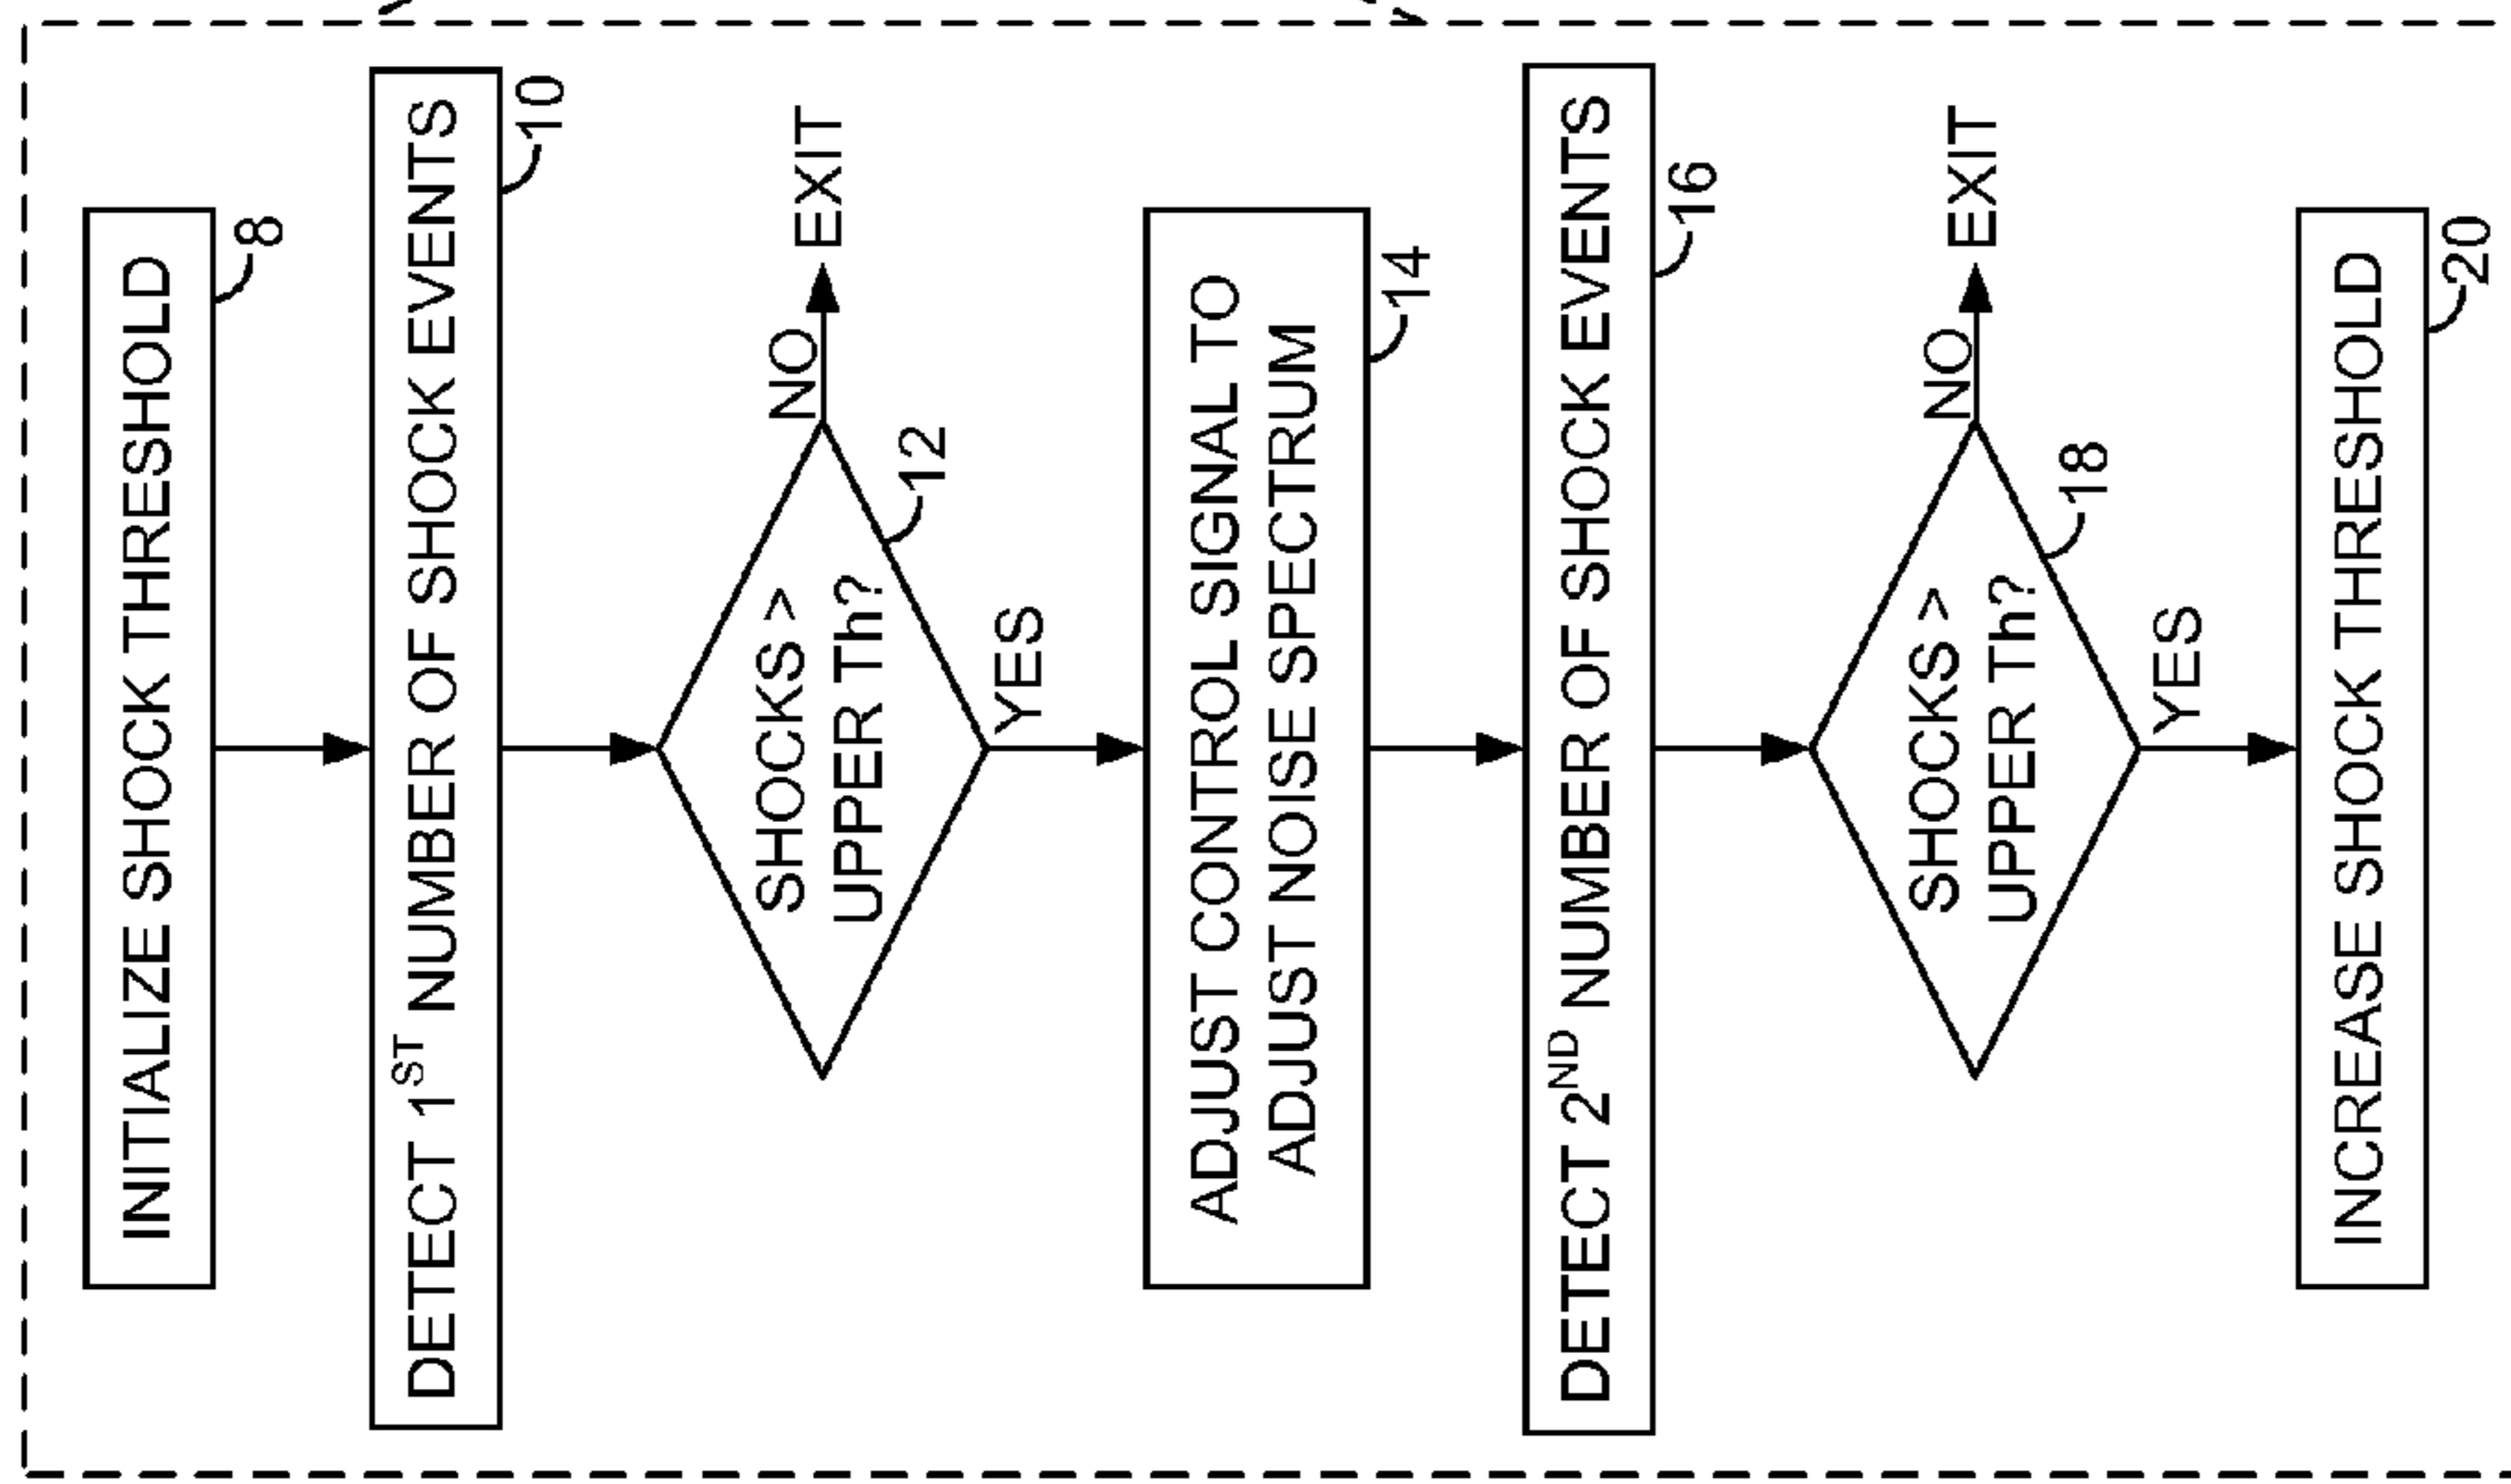 INITIALIZE SHOCK THRESHOLD
8
DETECT 1ST NUMBER OF SHOCK EVENTS
10
SHOCKS >
UPPER Th?
12
NO
EXIT
YES
ADJUST CONTROL SIGNAL TO
ADJUST NOISE SPECTRUM
14
DETECT 2ND NUMBER OF SHOCK EVENTS
16
SHOCKS >
UPPER Th?
18
NO
EXIT
YES
INCREASE SHOCK THRESHOLD
20